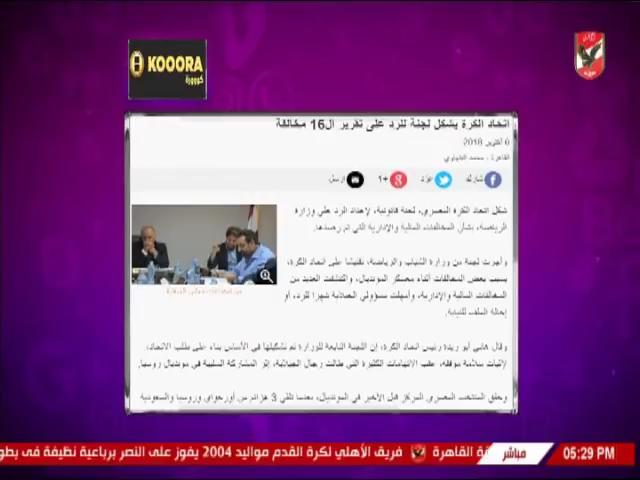 KOOORA
كووورة
اتحاد الكرة يشكل لجنة للرد على تقرير الـ16 مخالفة
6 أكتوبر 2018
القاهرة - محمد
شارك
غرّد
+1
ارسل
شكل اتحاد الكرة المصري، لجنة قانونية، لإعداد الرد على وزارة
الرياضة، بشأن المخالفات المالية والإدارية التي تم رصدها.
وأجرت لجنة من وزارة الشباب والرياضة، تفتيشا على اتحاد الكرة،
بسبب بعض المخالفات أثناء معسكر المونديال، واكتشفت العديد من
المخالفات المالية والإدارية، وأمهلت مسؤولي الجبلاية شهرا للرد، أو
إحالة الملف للنيابة.
وقال هاني أبو ريدة رئيس اتحاد الكرة، إن اللجنة التابعة للوزارة تم تشكيلها في الأساس بناء على طلب الاتحاد،
لإثبات سلامة موقفه، عقب الاتهامات الكثيرة التي طالت رجال الجبلاية، إثر المشاركة السلبية في مونديال روسيا.
وحقق المنتخب المصري المركز قبل الأخير في المونديال، بعدما تلقى 3 هزائم من أوروجواي وروسيا والسعودية
05:29 PM
مباشر
ة القاهرة
فريق الأهلي لكرة القدم مواليد 2004 يفوز على النصر برباعية نظيفة فى بطو